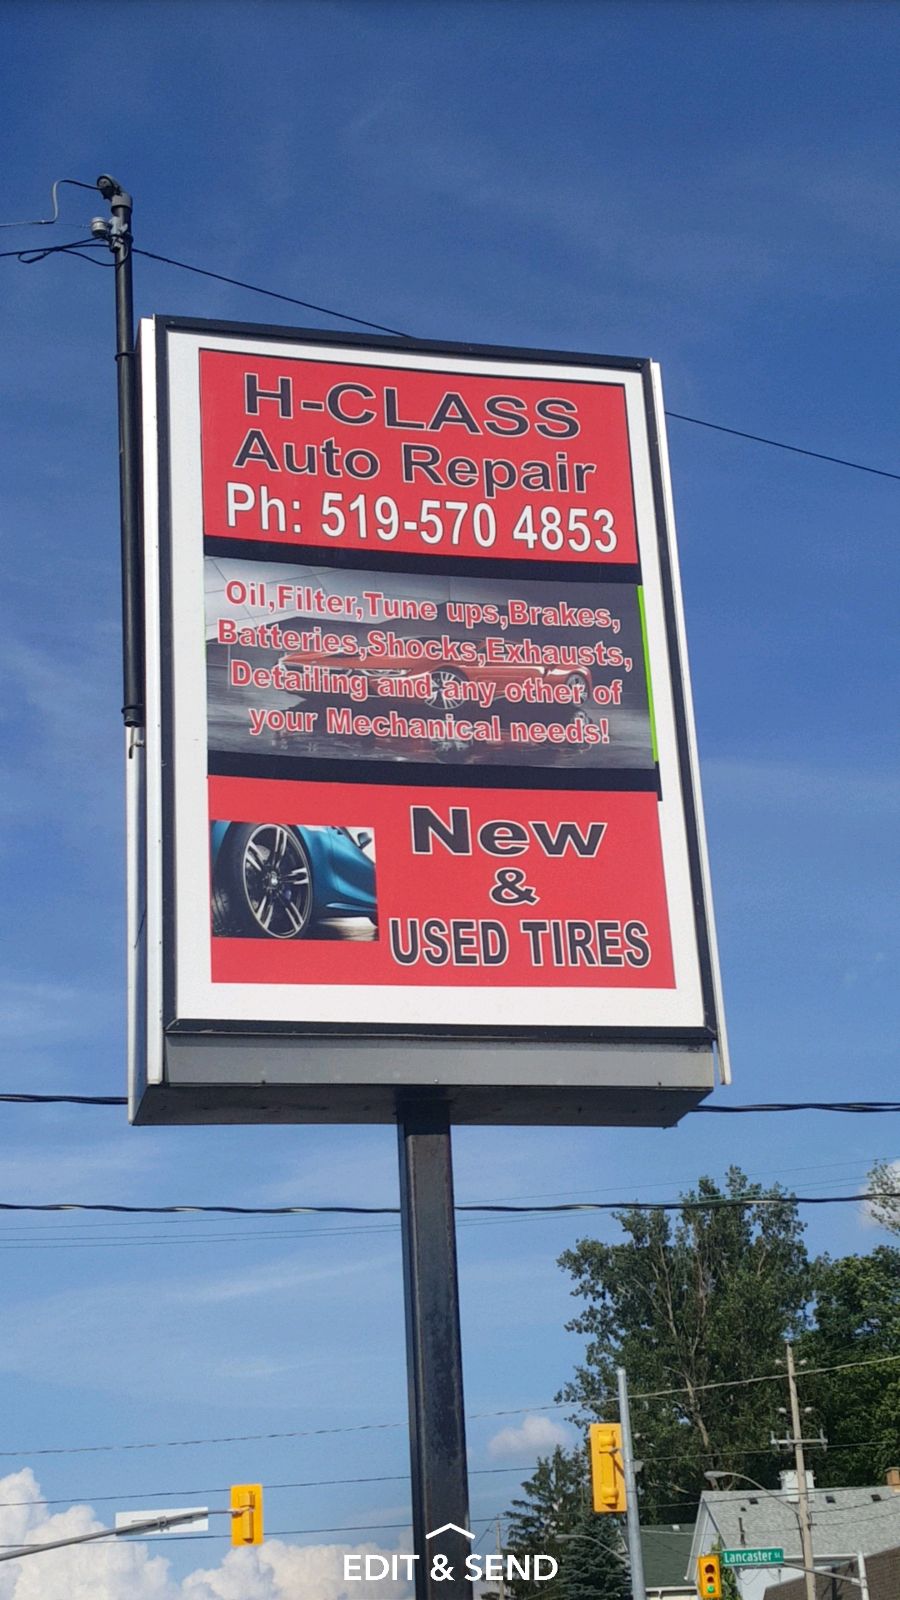 H-CLASS
Auto Repair
Ph: 519-570 4853
Oil,Filter,Tune ups,Brakes,
Batteries,Shocks,Exhausts,
Detailing and any other of
your Mechanical needs!
New
&
USED TIRES
Lancaster St
EDIT & SEND